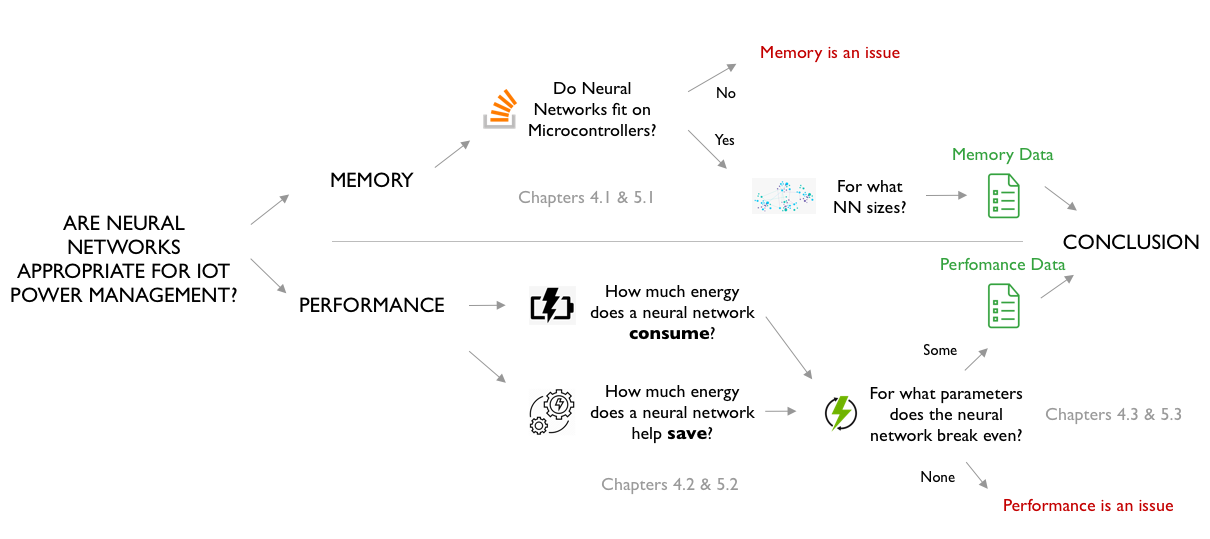 ARE NEURAL
NETWORKS
APPROPRIATE FOR IOT
POWER MANAGEMENT?
MEMORY
Do Neural
Networks fit on
Microcontrollers?
No
Memory is an issue
Yes
Chapters 4.1 & 5.1
For what
NN sizes?
Memory Data
CONCLUSION
PERFORMANCE
How much energy
does a neural network
consume?
How much energy
does a neural network
help save?
Chapters 4.2 & 5.2
For what parameters
does the neural
network break even?
Some
Perfomance Data
Chapters 4.3 & 5.3
None
Performance is an issue